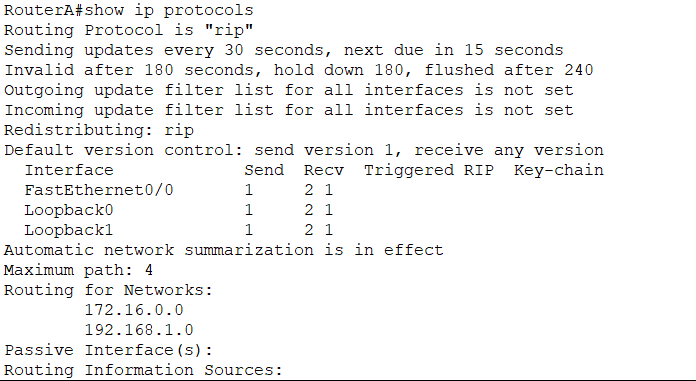 RouterA#show ip protocols
Routing Protocol is "rip"
Sending updates every 30 seconds, next due in 15 seconds
Invalid after 180 seconds, hold down 180, flushed after 240
Outgoing update filter list for all interfaces is not set
Incoming update filter list for all interfaces is not set
Redistributing: rip
Default version control: send version 1, receive any version
  Interface             Send  Recv  Triggered RIP  Key-chain
  FastEthernet0/0       1     2 1
  Loopback0             1     2 1
  Loopback1             1     2 1
Automatic network summarization is in effect
Maximum path: 4
Routing for Networks:
        172.16.0.0
        192.168.1.0
Passive Interface(s):
Routing Information Sources: